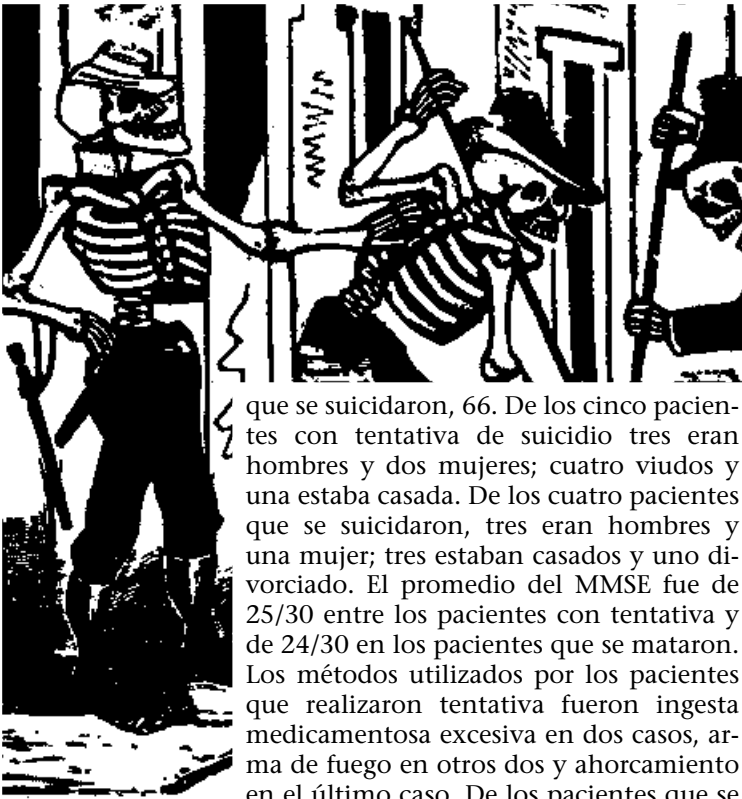 que se suicidaron, 66. De los cinco pacien-
tes con tentativa de suicidio tres eran
hombres y dos mujeres; cuatro viudos y
una estaba casada. De los cuatro pacientes
que se suicidaron, tres eran hombres y
una mujer; tres estaban casados y uno di-
vorciado. El promedio del MMSE fue de
25/30 entre los pacientes con tentativa y
de 24/30 en los pacientes que se mataron.
Los métodos utilizados por los pacientes
que realizaron tentativa fueron ingesta
medicamentosa excesiva en dos casos, ar-
ma de fuego en otros dos y ahorcamiento
en el último caso. De los pacientes que se